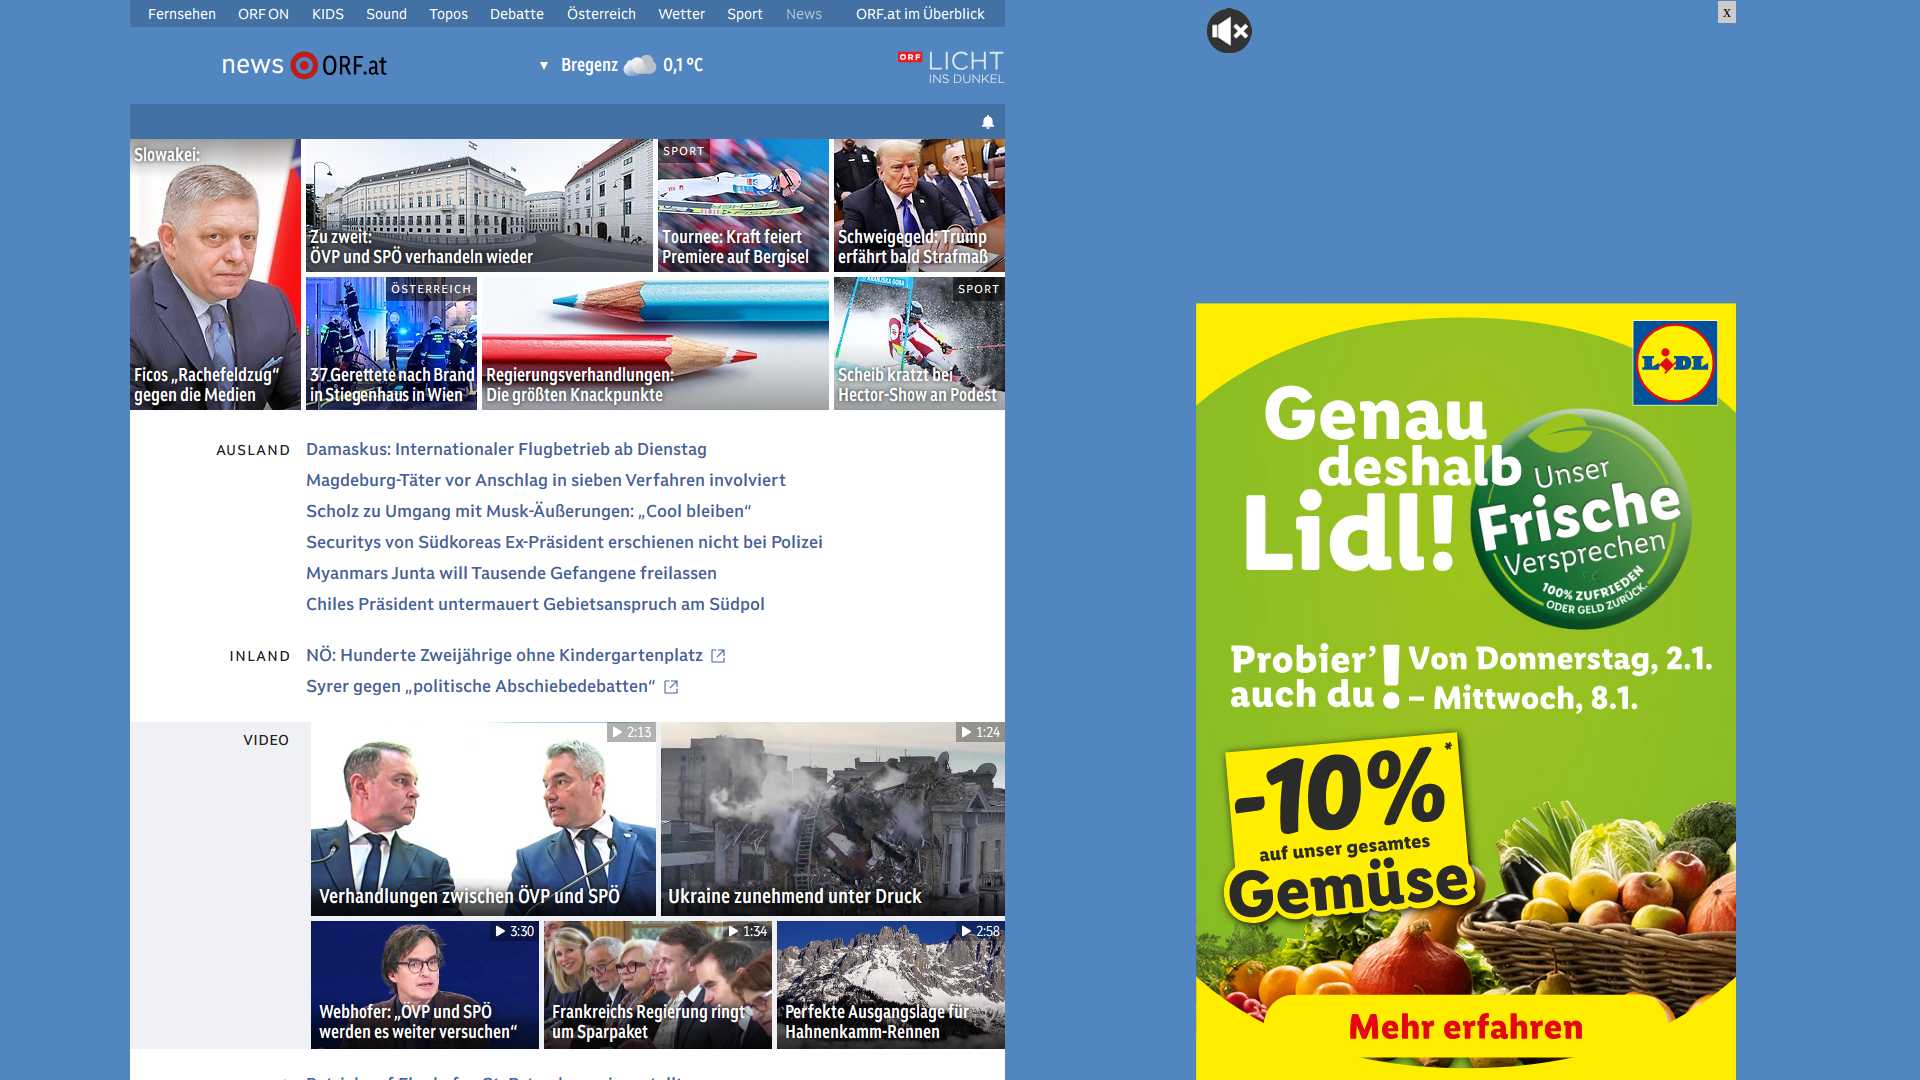 Fernsehen ORF ON KIDS Sound Topos Debatte Österreich Wetter Sport News ORF.at im Überblick
x
news ORF.at
▼ Bregenz 0,1 °C
ORF LICHT
INS DUNKEL
Slowakei:
Ficos „Rachefeldzug“
gegen die Medien
Zu zweit:
ÖVP und SPÖ verhandeln wieder
SPORT
Tournee: Kraft feiert
Premiere auf Bergisel
Schweigegeld: Trump
erfährt bald Strafmaß
ÖSTERREICH
37 Gerettete nach Brand
in Stiegenhaus in Wien
Regierungsverhandlungen:
Die größten Knackpunkte
SPORT
Scheib kratzt bei
Hector-Show an Podest
AUSLAND
Damaskus: Internationaler Flugbetrieb ab Dienstag
Magdeburg-Täter vor Anschlag in sieben Verfahren involviert
Scholz zu Umgang mit Musk-Äußerungen: „Cool bleiben“
Securitys von Südkoreas Ex-Präsident erschienen nicht bei Polizei
Myanmars Junta will Tausende Gefangene freilassen
Chiles Präsident untermauert Gebietsanspruch am Südpol
INLAND
NÖ: Hunderte Zweijährige ohne Kindergartenplatz
Syrer gegen „politische Abschiebedebatten“
VIDEO
2:13
Verhandlungen zwischen ÖVP und SPÖ
1:24
Ukraine zunehmend unter Druck
3:30
Webhofer: „ÖVP und SPÖ
werden es weiter versuchen“
1:34
Frankreichs Regierung ringt
um Sparpaket
2:58
Perfekte Ausgangslage für
Hahnenkamm-Rennen
LIDL
Genau
deshalb
Lidl!
Unser
Frische
Versprechen
100% ZUFRIEDEN
ODER GELD ZURÜCK.
Probier’
auch du!
Von Donnerstag, 2.1.
– Mittwoch, 8.1.
-10%*
auf unser gesamtes
Gemüse
Mehr erfahren